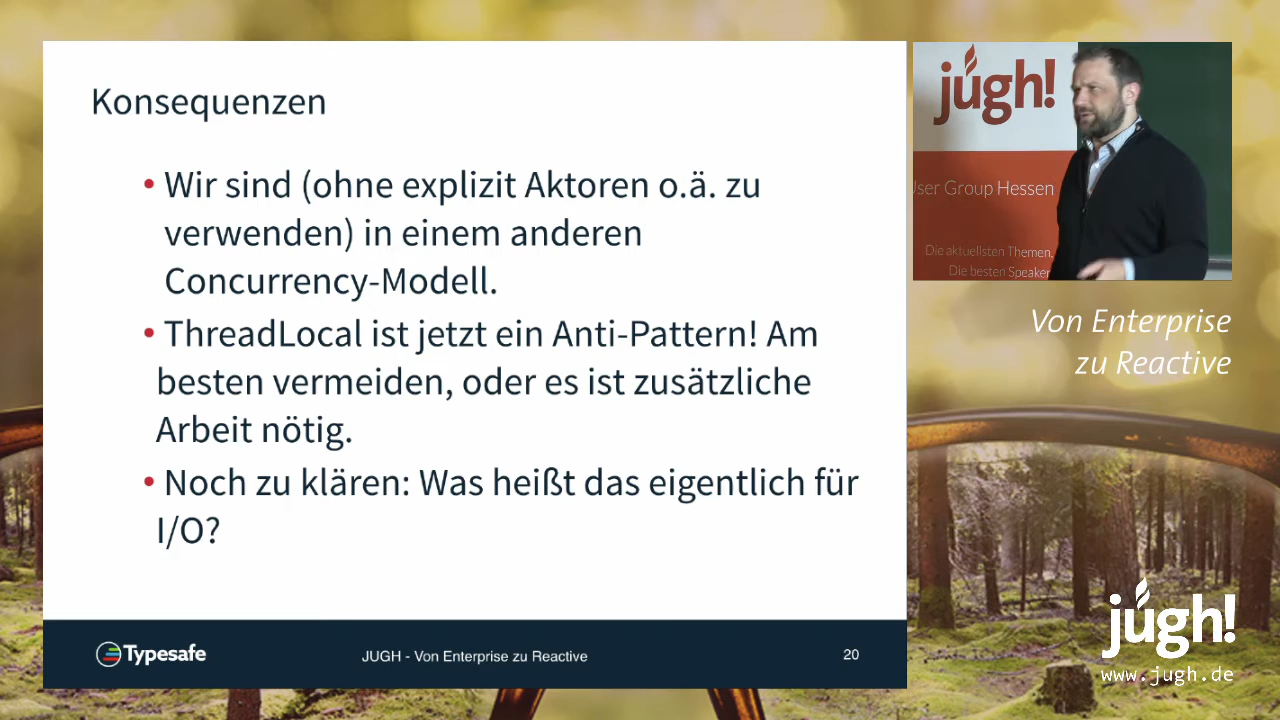 Konsequenzen
• Wir sind (ohne explizit Aktoren o.ä. zu
verwenden) in einem anderen
Concurrency-Modell.
• ThreadLocal ist jetzt ein Anti-Pattern! Am
besten vermeiden, oder es ist zusätzliche
Arbeit nötig.
• Noch zu klären: Was heißt das eigentlich für
I/O?
Typesafe
JUGH - Von Enterprise zu Reactive
20
jugh!
User Group Hessen
Die aktuellsten Themen.
Die besten Speaker
Von Enterprise
zu Reactive
jugh!
www.jugh.de